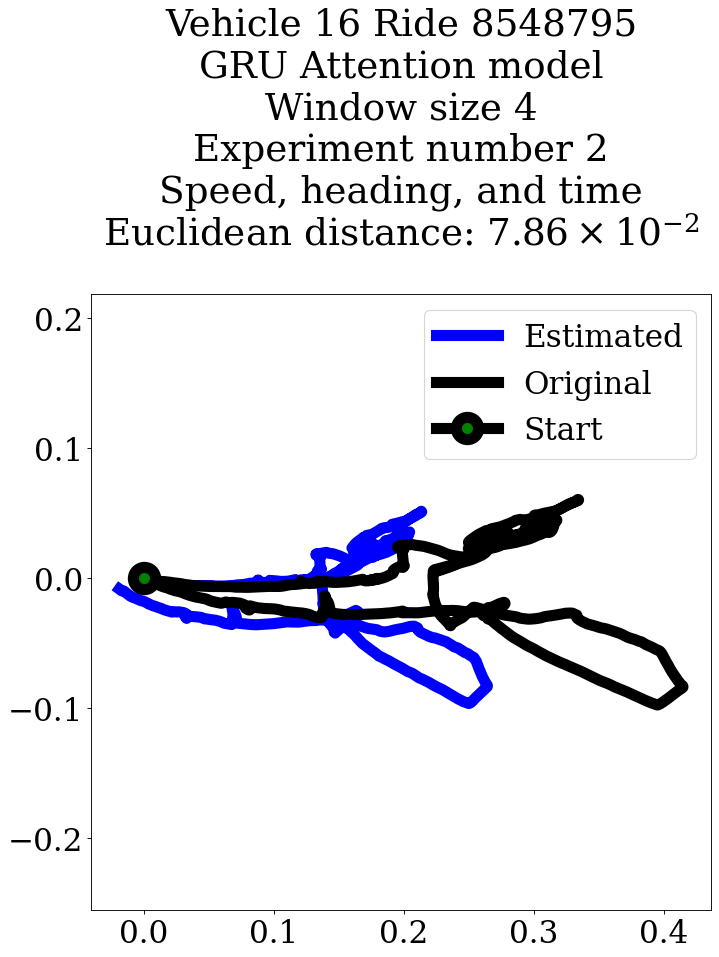 Vehicle 16 Ride 8548795
GRU Attention model
Window size 4
Experiment number 2
Speed, heading, and time
Euclidean distance: 7.86 × 10⁻²
Estimated
Original
Start
0.2
0.1
0.0
−0.1
−0.2
0.0 0.1 0.2 0.3 0.4